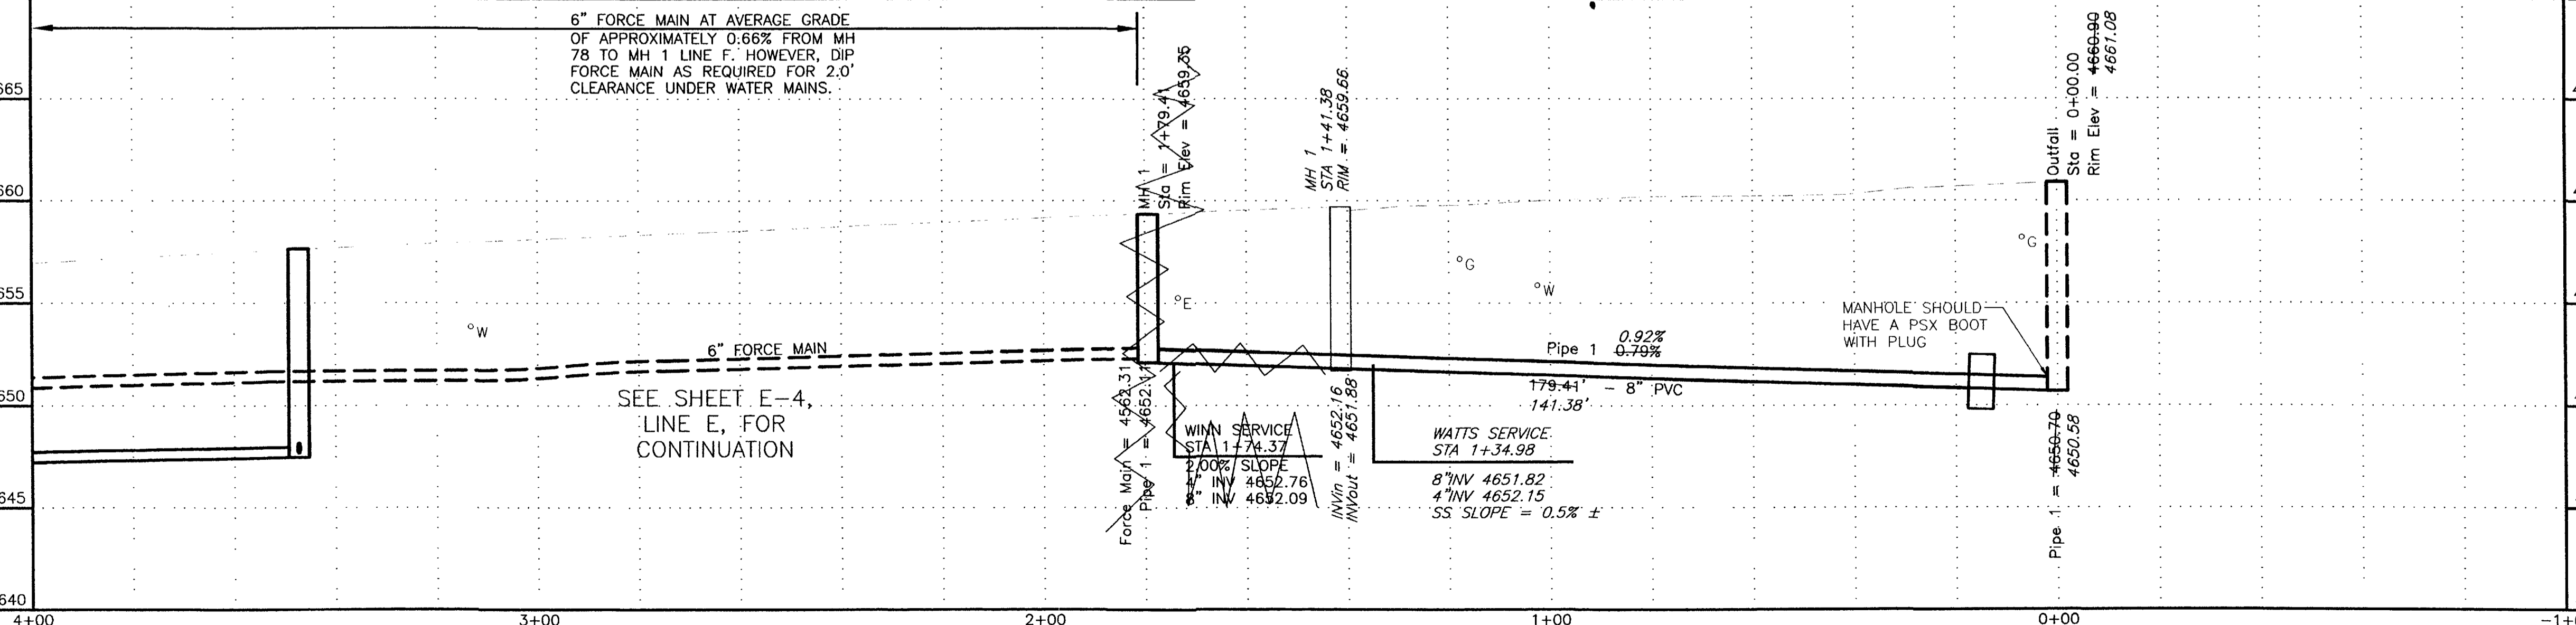 6" FORCE MAIN AT AVERAGE GRADE
OF APPROXIMATELY 0.66% FROM MH
78 TO MH 1 LINE F. HOWEVER, DIP
FORCE MAIN AS REQUIRED FOR 2.0'
CLEARANCE UNDER WATER MAINS.
665
660
655
650
645
640
MH 1
Sta = 1+79.41
Rim Elev = 4659.35
MH 1
STA 1+41.38
RIM = 4659.66
Outfall
Sta = 0+00.00
Rim Elev = 4660.90
4661.08
W
E
G
W
G
6" FORCE MAIN
SEE SHEET E-4,
LINE E, FOR
CONTINUATION
Force Main = 4562.31
Pipe 1 = 4652.11
WINN SERVICE
STA 1+74.37
2.00% SLOPE
4" INV 4652.76
8" INV 4652.09
INVin = 4652.16
INVout = 4651.88
WATTS SERVICE
STA 1+34.98
8"INV 4651.82
4"INV 4652.15
SS SLOPE = 0.5% ±
0.92%
Pipe 1 0.79%
179.41' - 8" PVC
141.38'
MANHOLE SHOULD
HAVE A PSX BOOT
WITH PLUG
Pipe 1 = 4650.70
4650.58
4+00
3+00
2+00
1+00
0+00